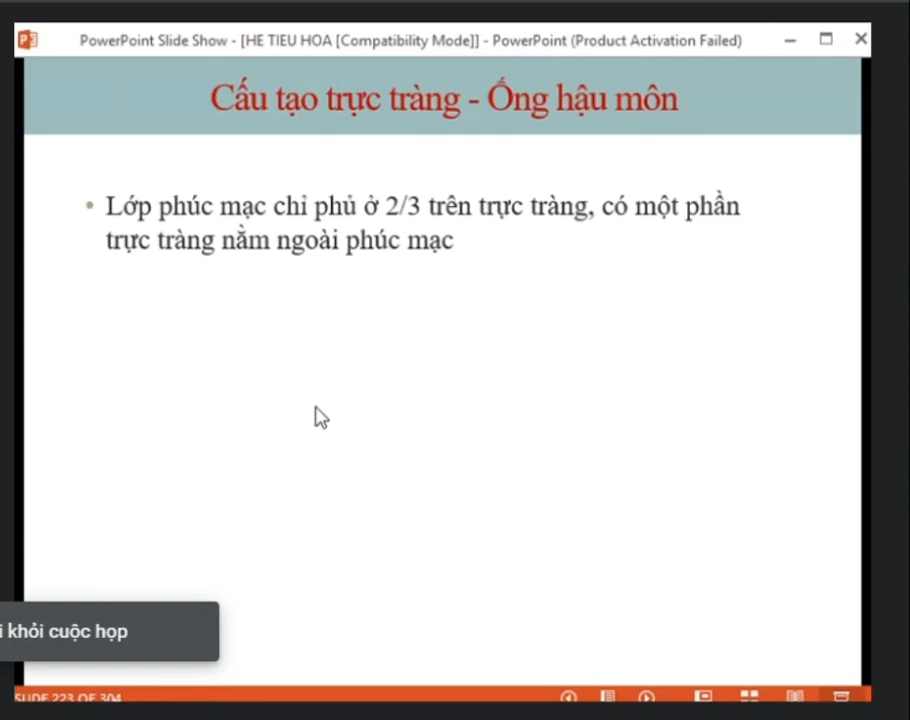 PowerPoint Slide Show - [HE TIEU HOA [Compatibility Mode]] - PowerPoint (Product Activation Failed)
Cấu tạo trực tràng - Ống hậu môn
• Lớp phúc mạc chỉ phủ ở 2/3 trên trực tràng, có một phần
trực tràng nằm ngoài phúc mạc
i khỏi cuộc họp
SLIDE 223 OF 304